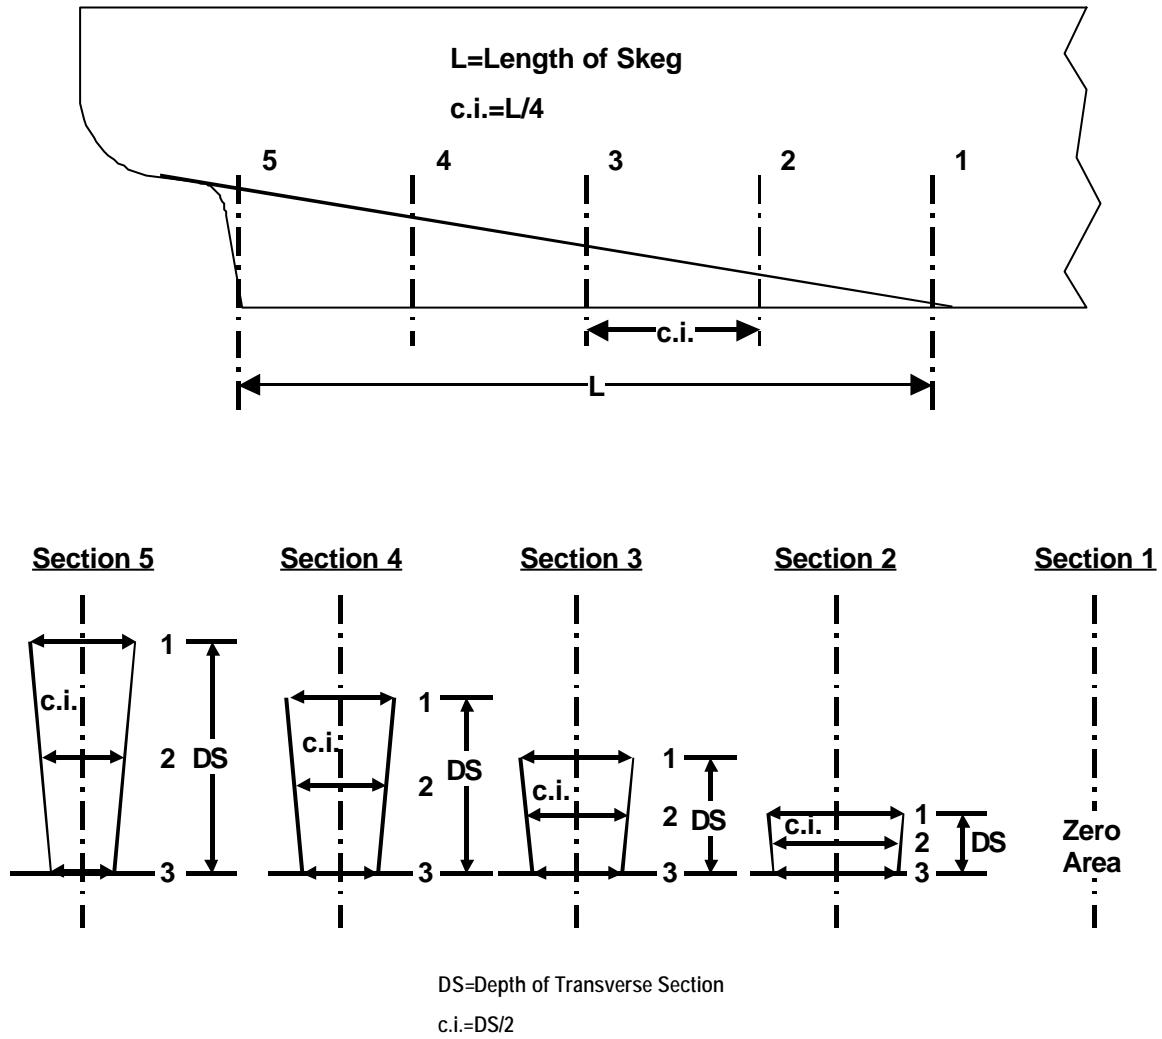 L=Length of Skeg
c.i.=L/4
5 4 3 2 1
c.i.
L
Section 5 Section 4 Section 3 Section 2 Section 1
1
c.i.
2 DS
3
1
c.i.
2 DS
3
1
c.i.
2 DS
3
1
c.i.
2 DS
3
Zero
Area
DS=Depth of Transverse Section
c.i.=DS/2